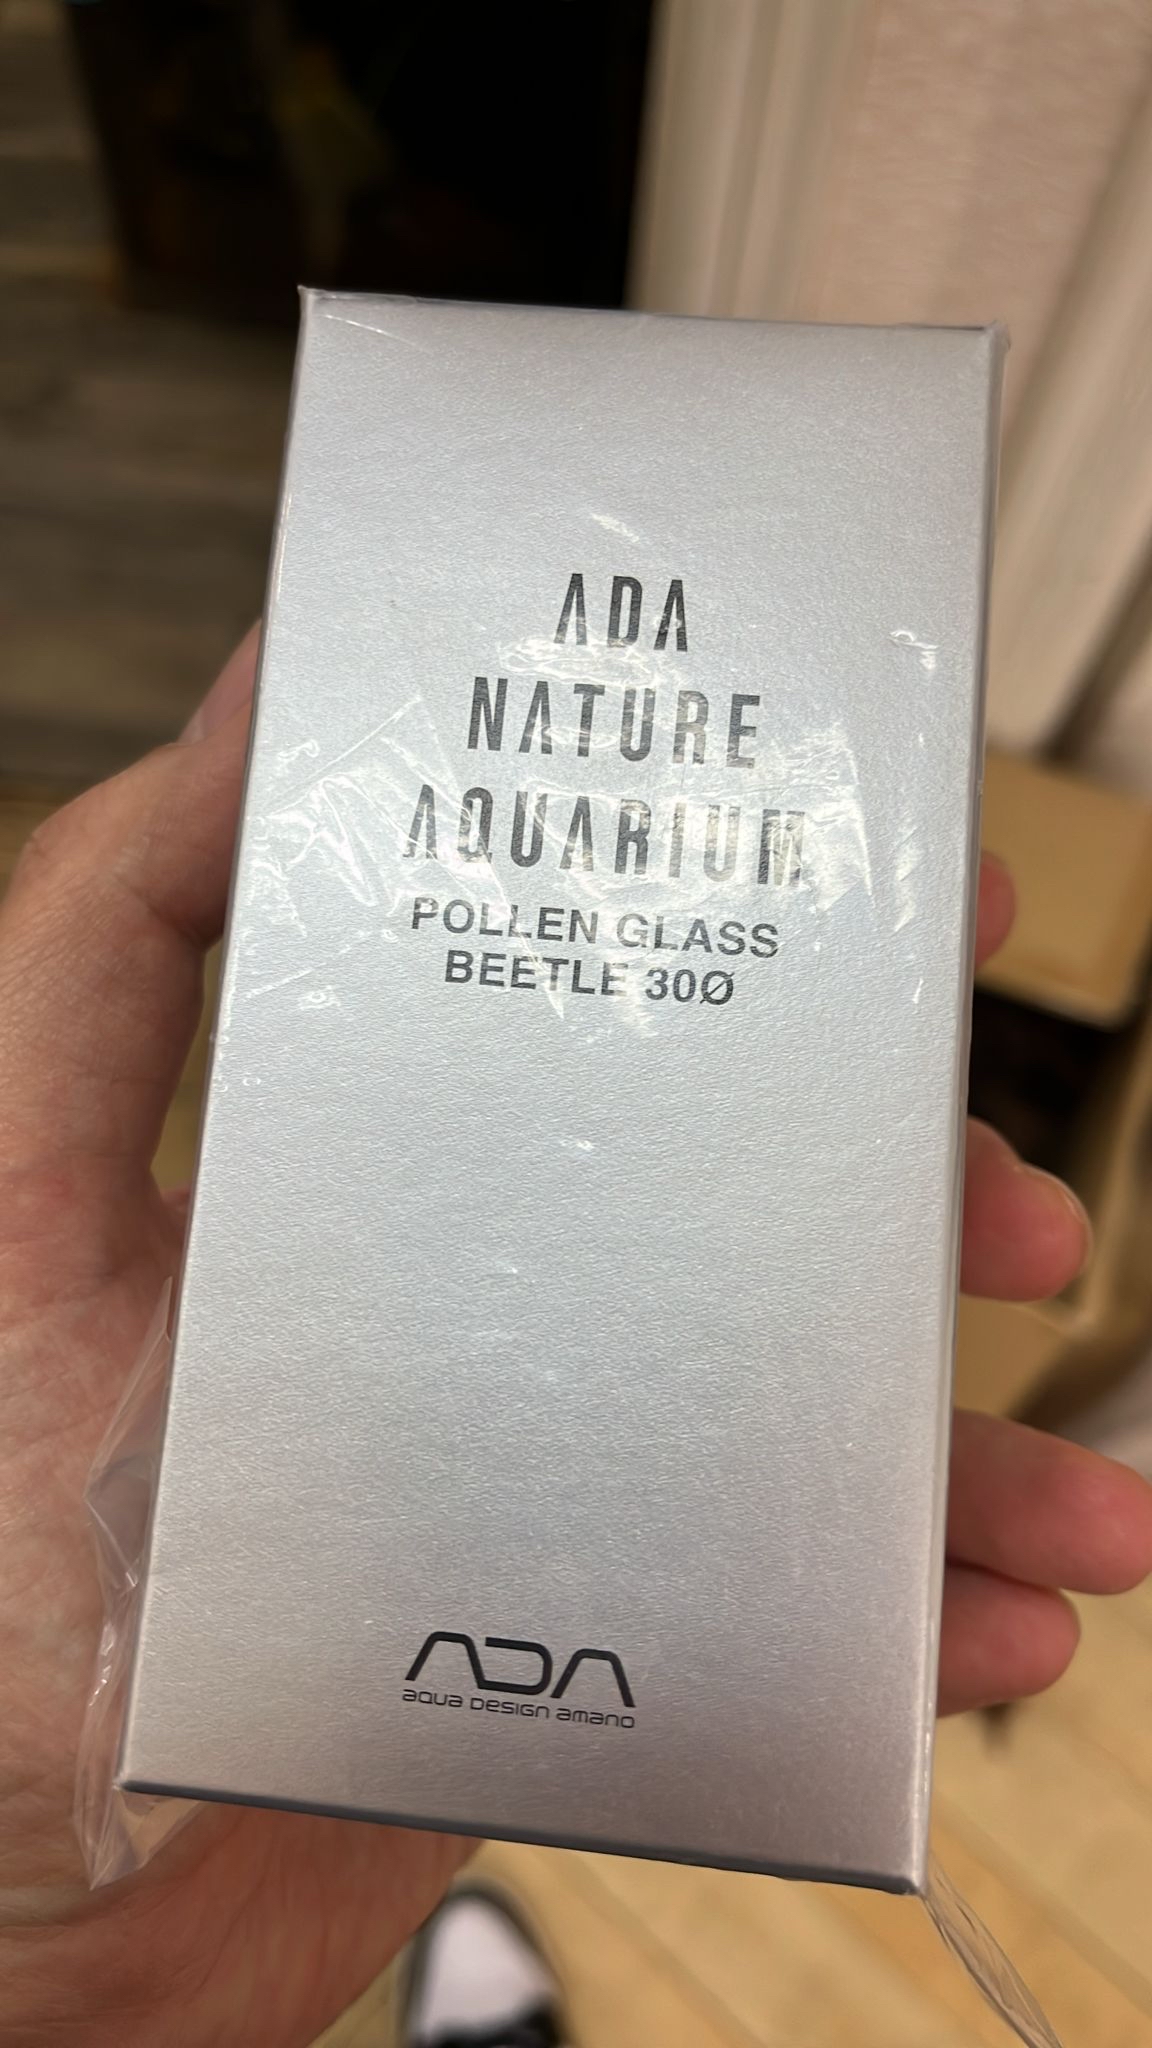 ADA
NATURE
AQUARIUM
POLLEN GLASS
BEETLE 30Ø
ADA
aqua DesiGn amano